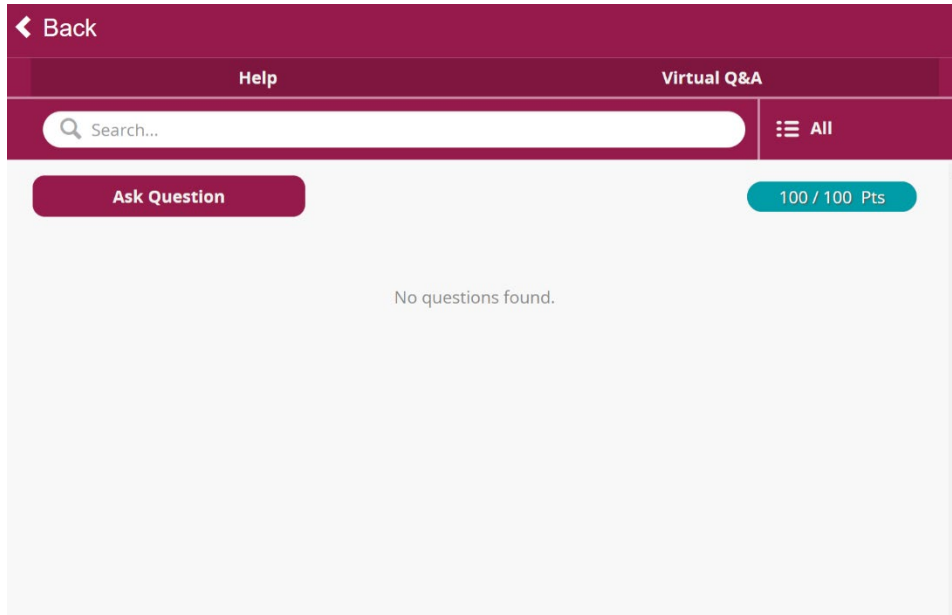 Back
Help
Virtual Q&A
Search...
All
Ask Question
100 / 100 Pts
No questions found.